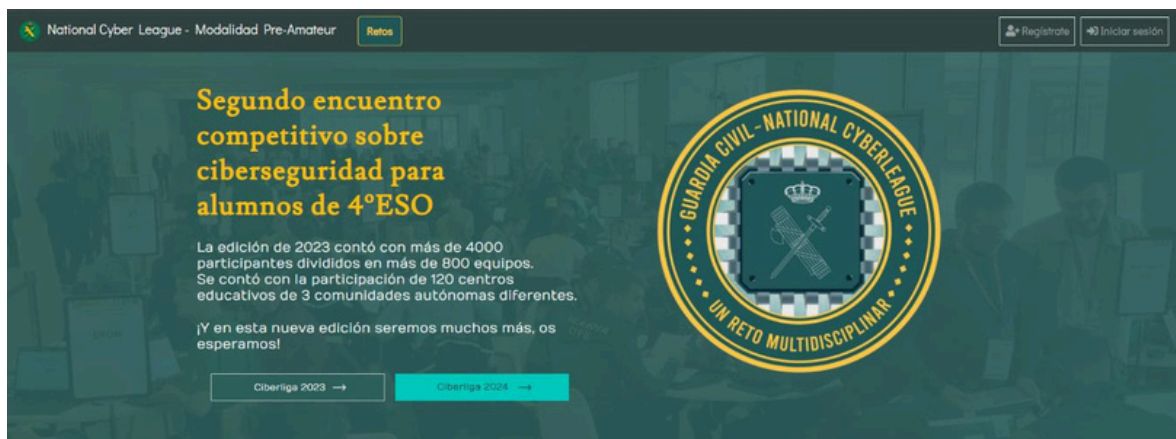 National Cyber League - Modalidad Pre-Amateur
Retos
Regístrate
Iniciar sesión
Segundo encuentro
competitivo sobre
ciberseguridad para
alumnos de 4ºESO
La edición de 2023 contó con más de 4000
participantes divididos en más de 800 equipos.
Se contó con la participación de 120 centros
educativos de 3 comunidades autónomas diferentes.
¡Y en esta nueva edición seremos muchos más, os
esperamos!
Ciberliga 2023 →
Ciberliga 2024 →
GUARDIA CIVIL - NATIONAL CYBERLEAGUE
UN RETO MULTIDISCIPLINAR